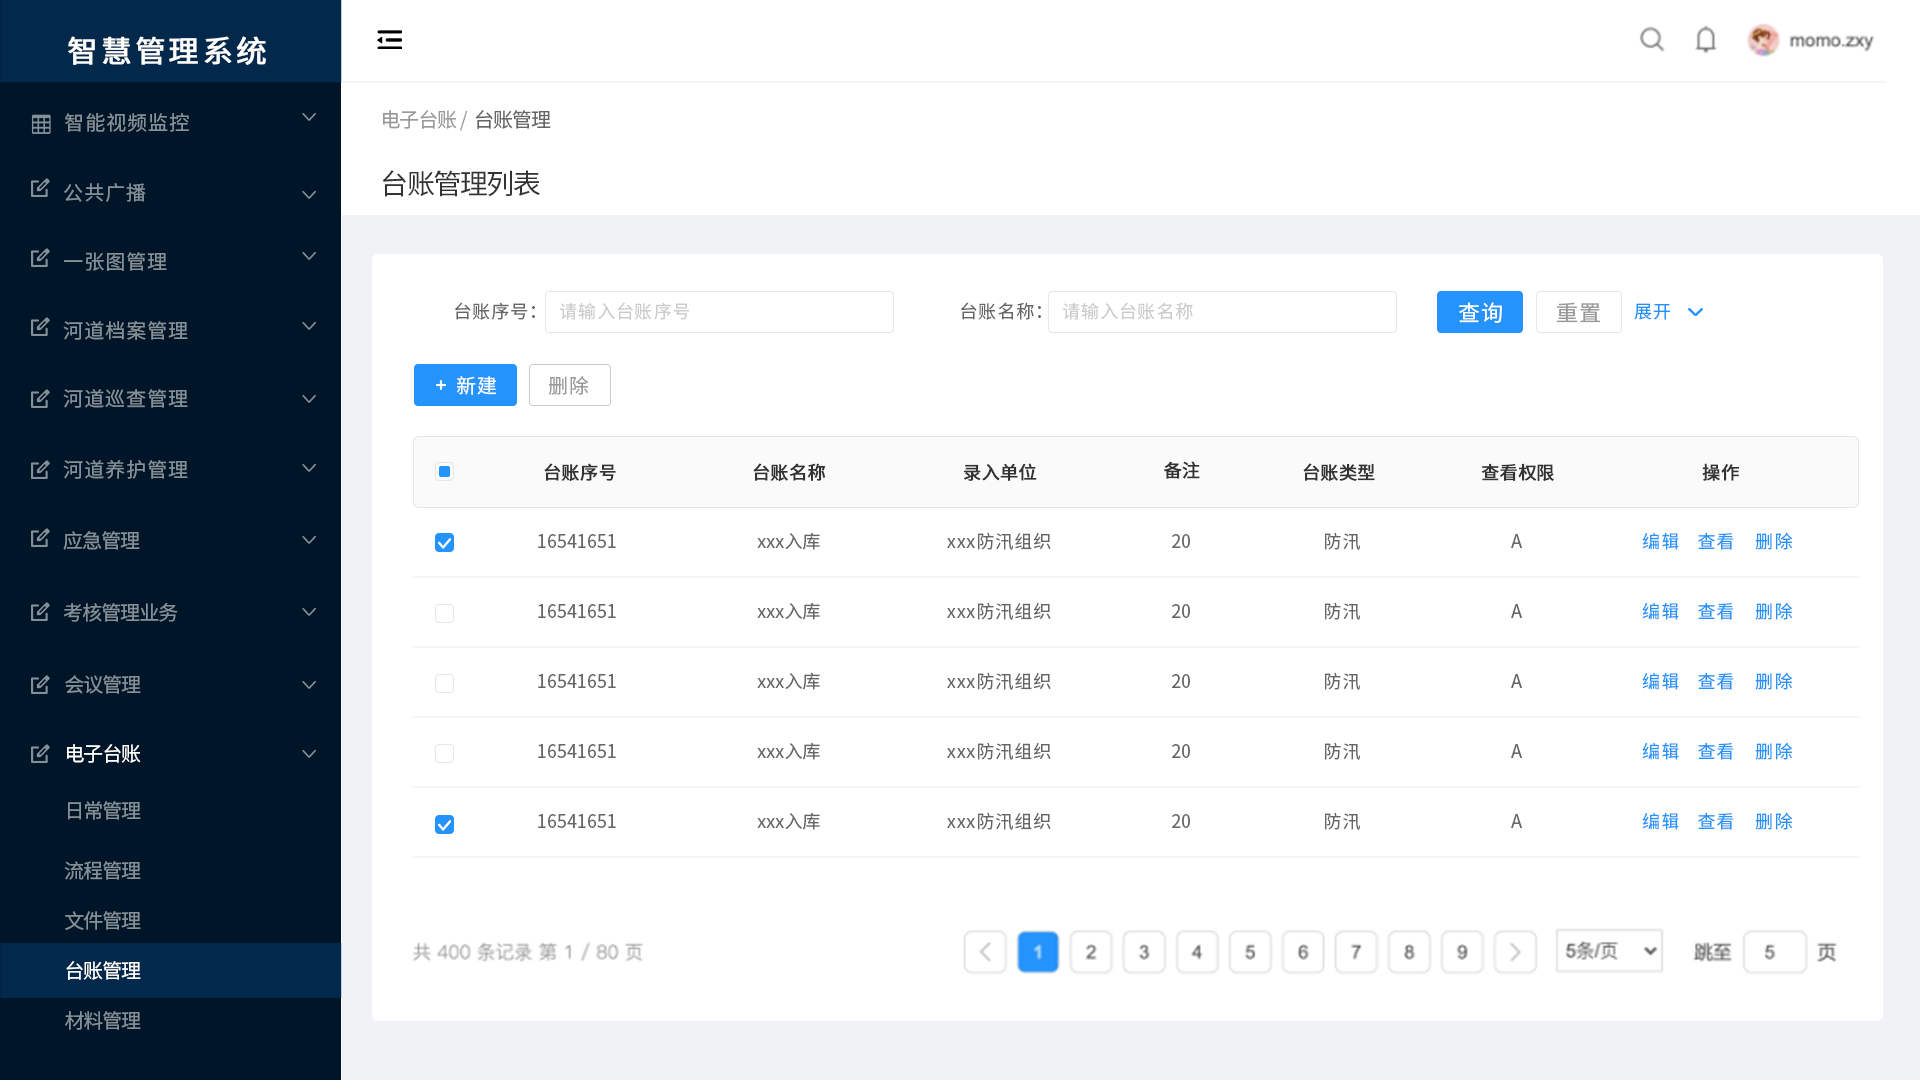 智慧管理系统
momo.zxy
智能视频监控
公共广播
一张图管理
河道档案管理
河道巡查管理
河道养护管理
应急管理
考核管理业务
会议管理
电子台账
日常管理
流程管理
文件管理
台账管理
材料管理
电子台账/ 台账管理
台账管理列表
台账序号: 请输入台账序号 台账名称: 请输入台账名称 查询 重置 展开
+ 新建 删除
台账序号 台账名称 录入单位 备注 台账类型 查看权限 操作
16541651 xxx入库 xxx防汛组织 20 防汛 A 编辑 查看 删除
16541651 xxx入库 xxx防汛组织 20 防汛 A 编辑 查看 删除
16541651 xxx入库 xxx防汛组织 20 防汛 A 编辑 查看 删除
16541651 xxx入库 xxx防汛组织 20 防汛 A 编辑 查看 删除
16541651 xxx入库 xxx防汛组织 20 防汛 A 编辑 查看 删除
共 400 条记录 第 1 / 80 页 1 2 3 4 5 6 7 8 9 5条/页 跳至 5 页